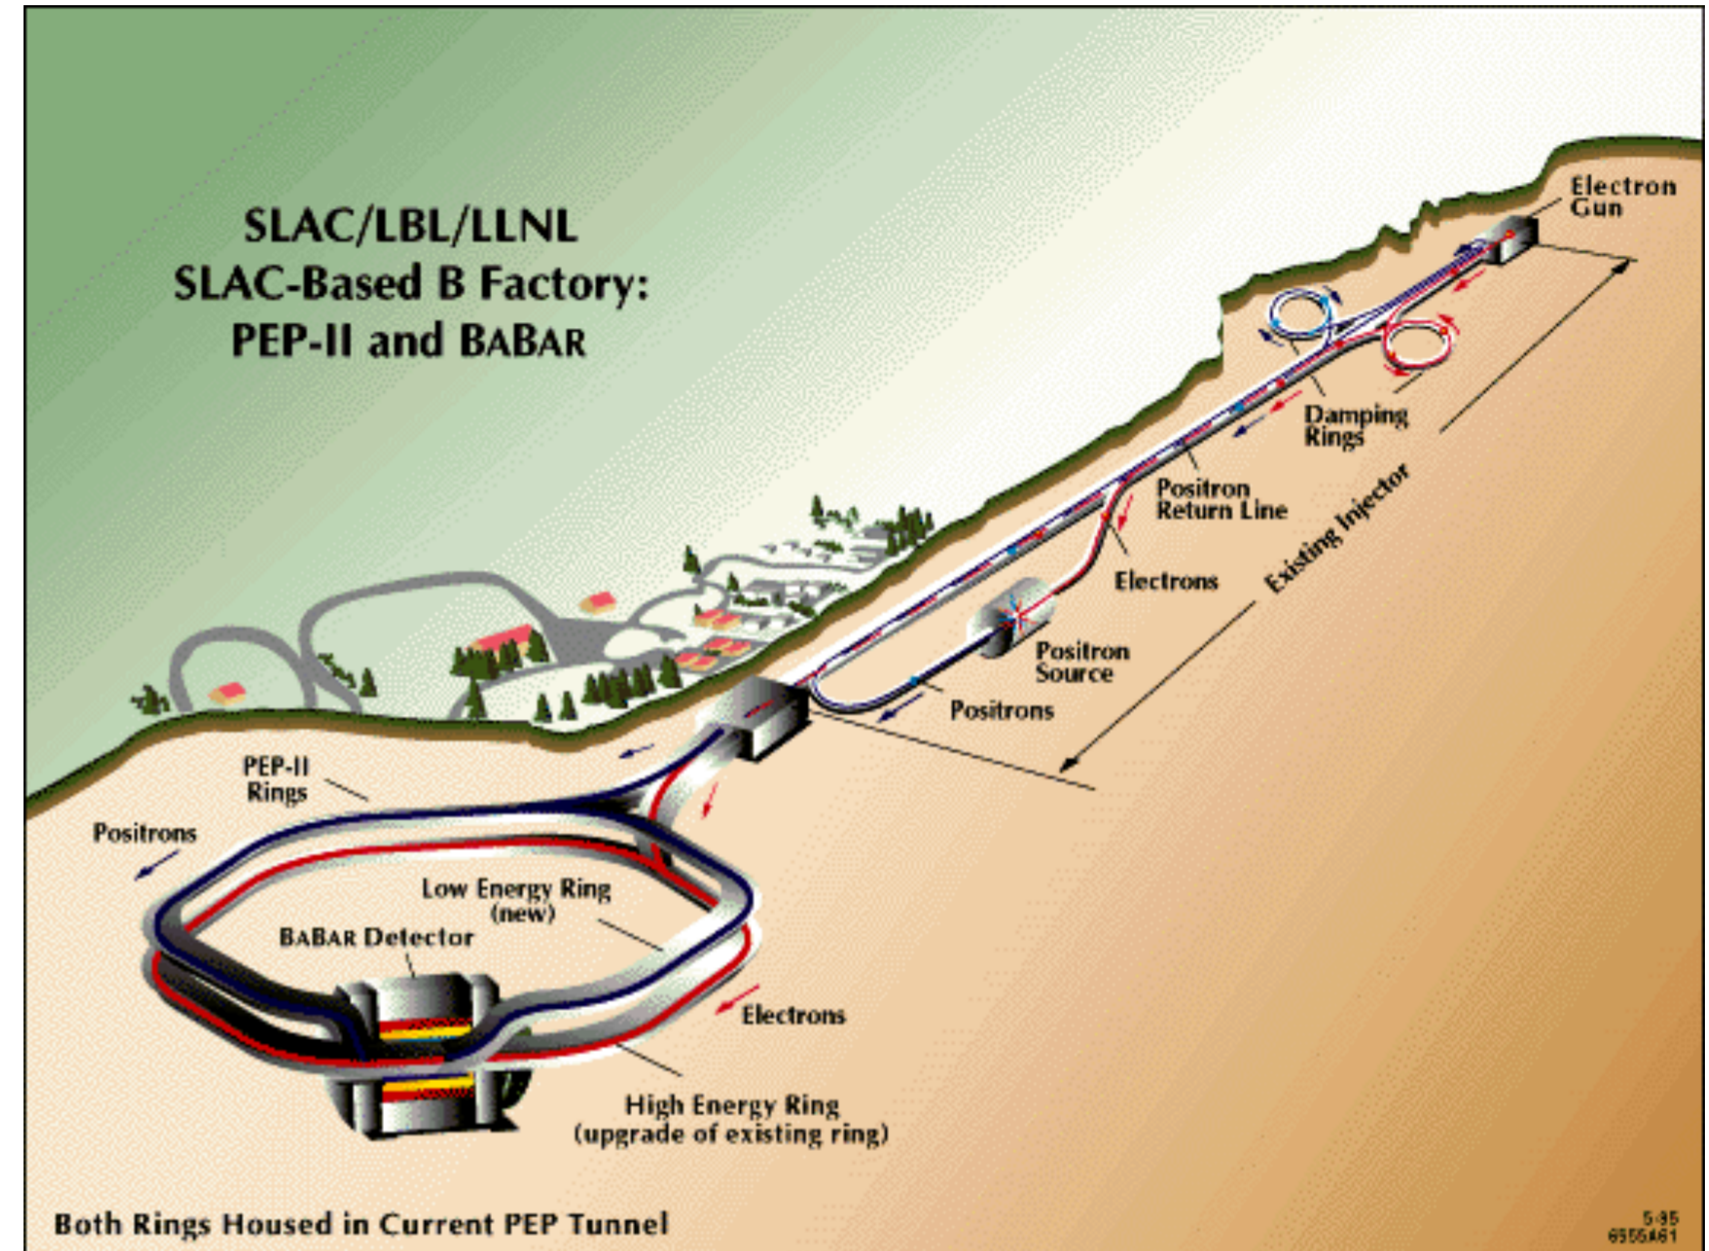 SLAC/LBL/LLNL
SLAC-Based B Factory:
PEP-II and BABAR
Electron
Gun
Damping
Rings
Positron
Return Line
Existing Injector
Electrons
Positron
Source
Positrons
PEP-II
Rings
Positrons
Low Energy Ring
(new)
BABAR Detector
Electrons
High Energy Ring
(upgrade of existing ring)
Both Rings Housed in Current PEP Tunnel
5-95
6955A61